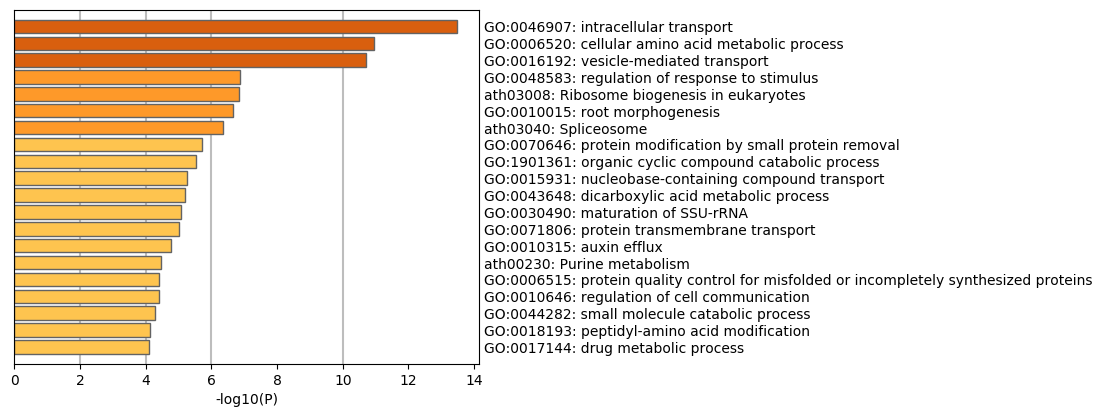 GO:0046907: intracellular transport
GO:0006520: cellular amino acid metabolic process
GO:0016192: vesicle-mediated transport
GO:0048583: regulation of response to stimulus
ath03008: Ribosome biogenesis in eukaryotes
GO:0010015: root morphogenesis
ath03040: Spliceosome
GO:0070646: protein modification by small protein removal
GO:1901361: organic cyclic compound catabolic process
GO:0015931: nucleobase-containing compound transport
GO:0043648: dicarboxylic acid metabolic process
GO:0030490: maturation of SSU-rRNA
GO:0071806: protein transmembrane transport
GO:0010315: auxin efflux
ath00230: Purine metabolism
GO:0006515: protein quality control for misfolded or incompletely synthesized proteins
GO:0010646: regulation of cell communication
GO:0044282: small molecule catabolic process
GO:0018193: peptidyl-amino acid modification
GO:0017144: drug metabolic process
0 2 4 6 8 10 12 14
-log10(P)